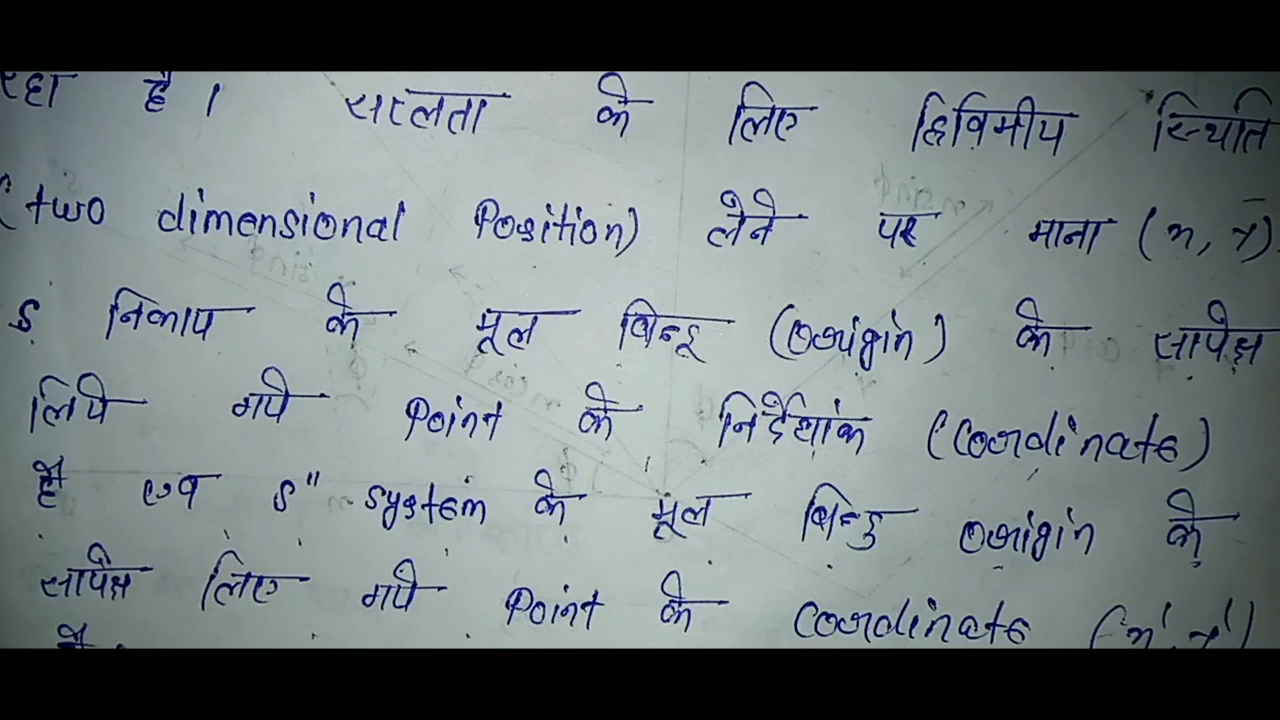 रहा है। सरलता के लिए द्विविमीय स्थिति
(two dimensional Position) लेने पर माना (x, y)
S निकाय के मूल बिन्दू (Origin) के सापेक्ष
लिये गये Point के निर्देशांक (Coordinate)
है एव S" system के मूल बिन्दु origin के
सापेक्ष लिए गये Point के Coordinate (x', y')
है